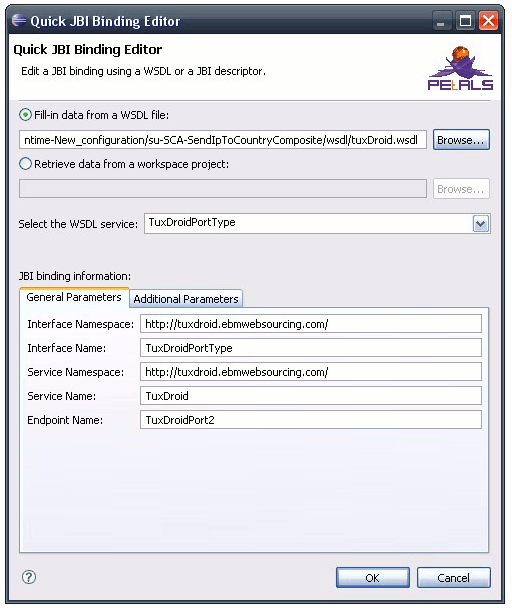 Quick JBI Binding Editor
Quick JBI Binding Editor
Edit a JBI binding using a WSDL or a JBI descriptor.
PEtALS
Fill-in data from a WSDL file:
ntime-New_configuration/su-SCA-SendIpToCountryComposite/wsdl/tuxDroid.wsdl Browse...
Retrieve data from a workspace project:
Browse...
Select the WSDL service: TuxDroidPortType
JBI binding information:
General Parameters Additional Parameters
Interface Namespace: http://tuxdroid.ebmwebsourcing.com/
Interface Name: TuxDroidPortType
Service Namespace: http://tuxdroid.ebmwebsourcing.com/
Service Name: TuxDroid
Endpoint Name: TuxDroidPort2
? OK Cancel